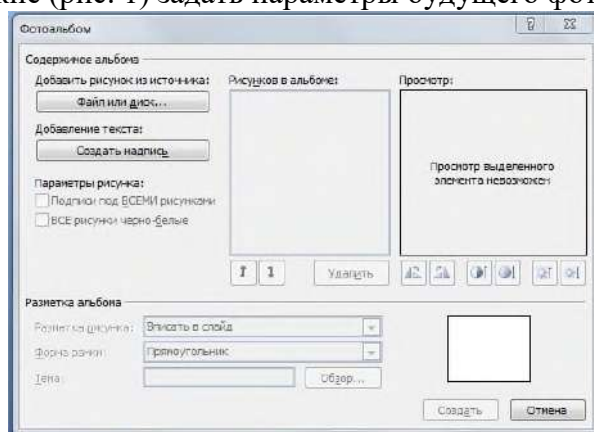 кие (рис. 1) задать параметры будущего фот
Фотоальбом
Содержимое альбома
Добавить рисунок из источника:
Файл или диск...
Добавление текста:
Создать надпись
Параметры рисунка:
Подписи под ВСЕМИ рисунками
ВСЕ рисунки черно-белые
Рисунков в альбоме:
Удалить
Просмотр:
Просмотр выделенного
элемента невозможен
Разметка альбома
Разметка рисунка: Вписать в слайд
Форма рамки: Прямоугольник
Тема: Обзор...
Создать Отмена